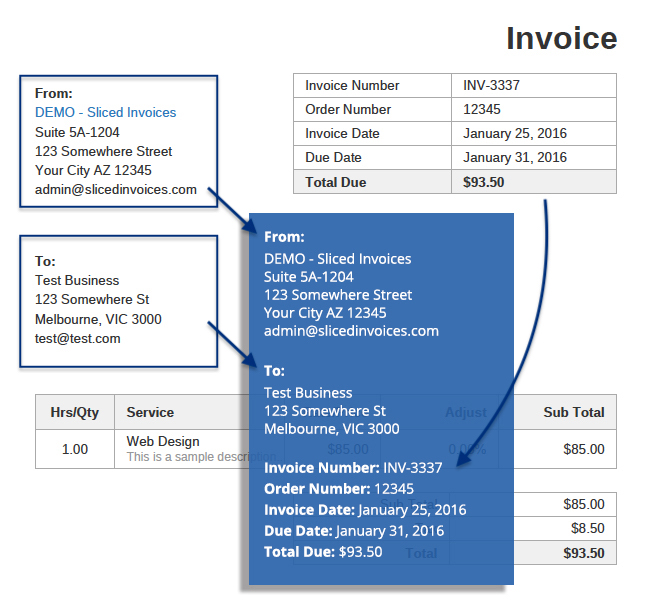 Invoice
From:
DEMO - Sliced Invoices
Suite 5A-1204
123 Somewhere Street
Your City AZ 12345
admin@slicedinvoices.com
Invoice Number INV-3337
Order Number 12345
Invoice Date January 25, 2016
Due Date January 31, 2016
Total Due $93.50
To:
Test Business
123 Somewhere St
Melbourne, VIC 3000
test@test.com
From:
DEMO - Sliced Invoices
Suite 5A-1204
123 Somewhere Street
Your City AZ 12345
admin@slicedinvoices.com
To:
Test Business
123 Somewhere St
Melbourne, VIC 3000
Invoice Number: INV-3337
Order Number: 12345
Invoice Date: January 25, 2016
Due Date: January 31, 2016
Total Due: $93.50
Hrs/Qty Service Adjust Sub Total
1.00 Web Design $85.00 $85.00
This is a sample description
Sub Total $85.00
$8.50
Total $93.50